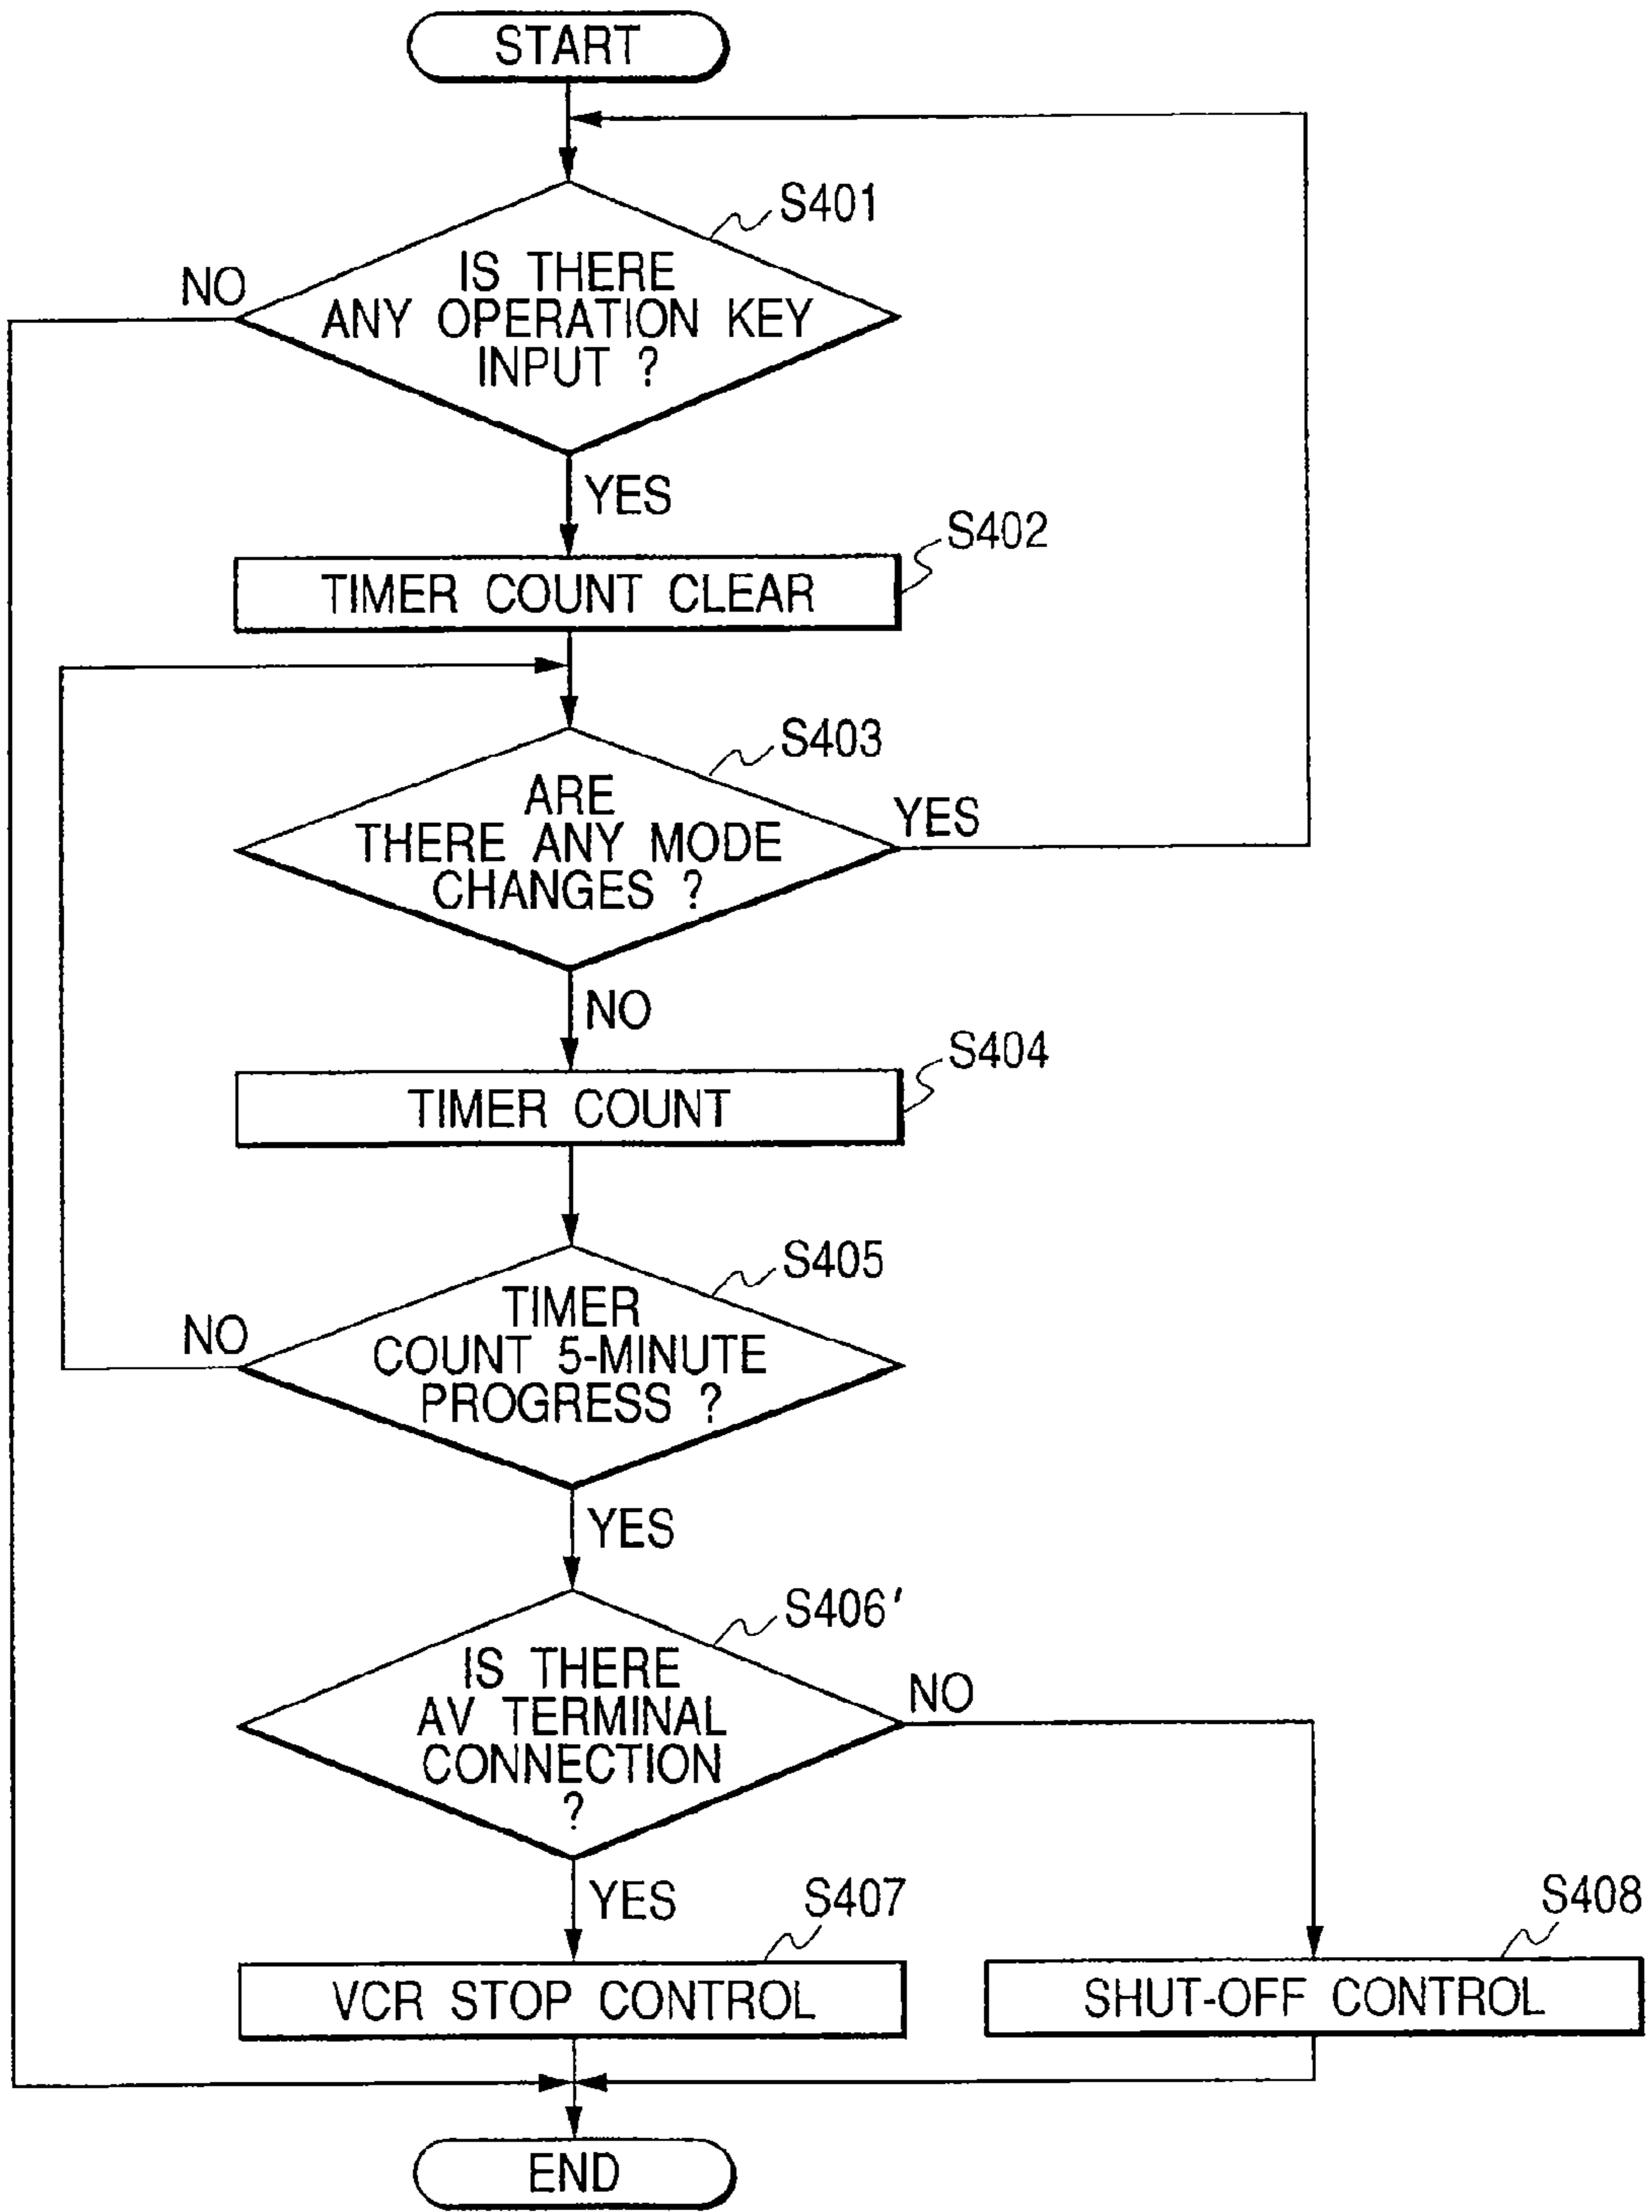 START
S401
NO
IS THERE
ANY OPERATION KEY
INPUT ?
YES
S402
TIMER COUNT CLEAR
S403
ARE
THERE ANY MODE
CHANGES ?
YES
NO
S404
TIMER COUNT
S405
NO
TIMER
COUNT 5-MINUTE
PROGRESS ?
YES
S406'
IS THERE
AV TERMINAL
CONNECTION
?
NO
YES
S407
S408
VCR STOP CONTROL
SHUT-OFF CONTROL
END